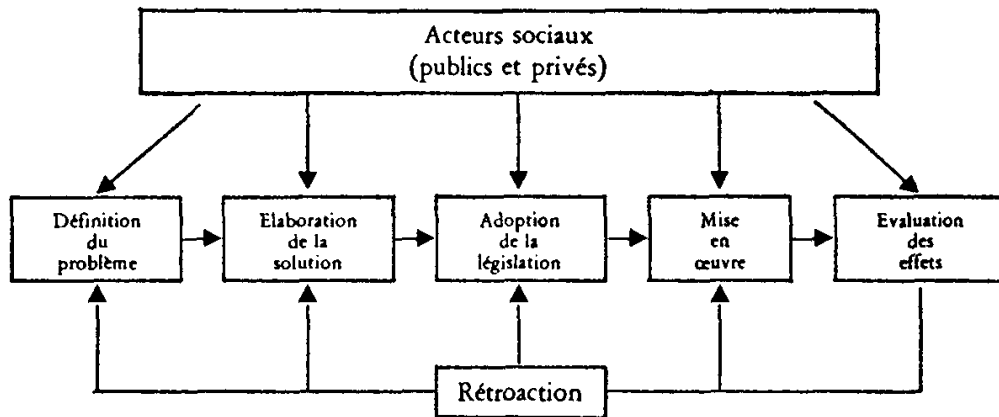 Acteurs sociaux
(publics et privés)
Définition
du
problème
Elaboration
de la
solution
Adoption
de la
législation
Mise
en
œuvre
Evaluation
des
effets
Rétroaction